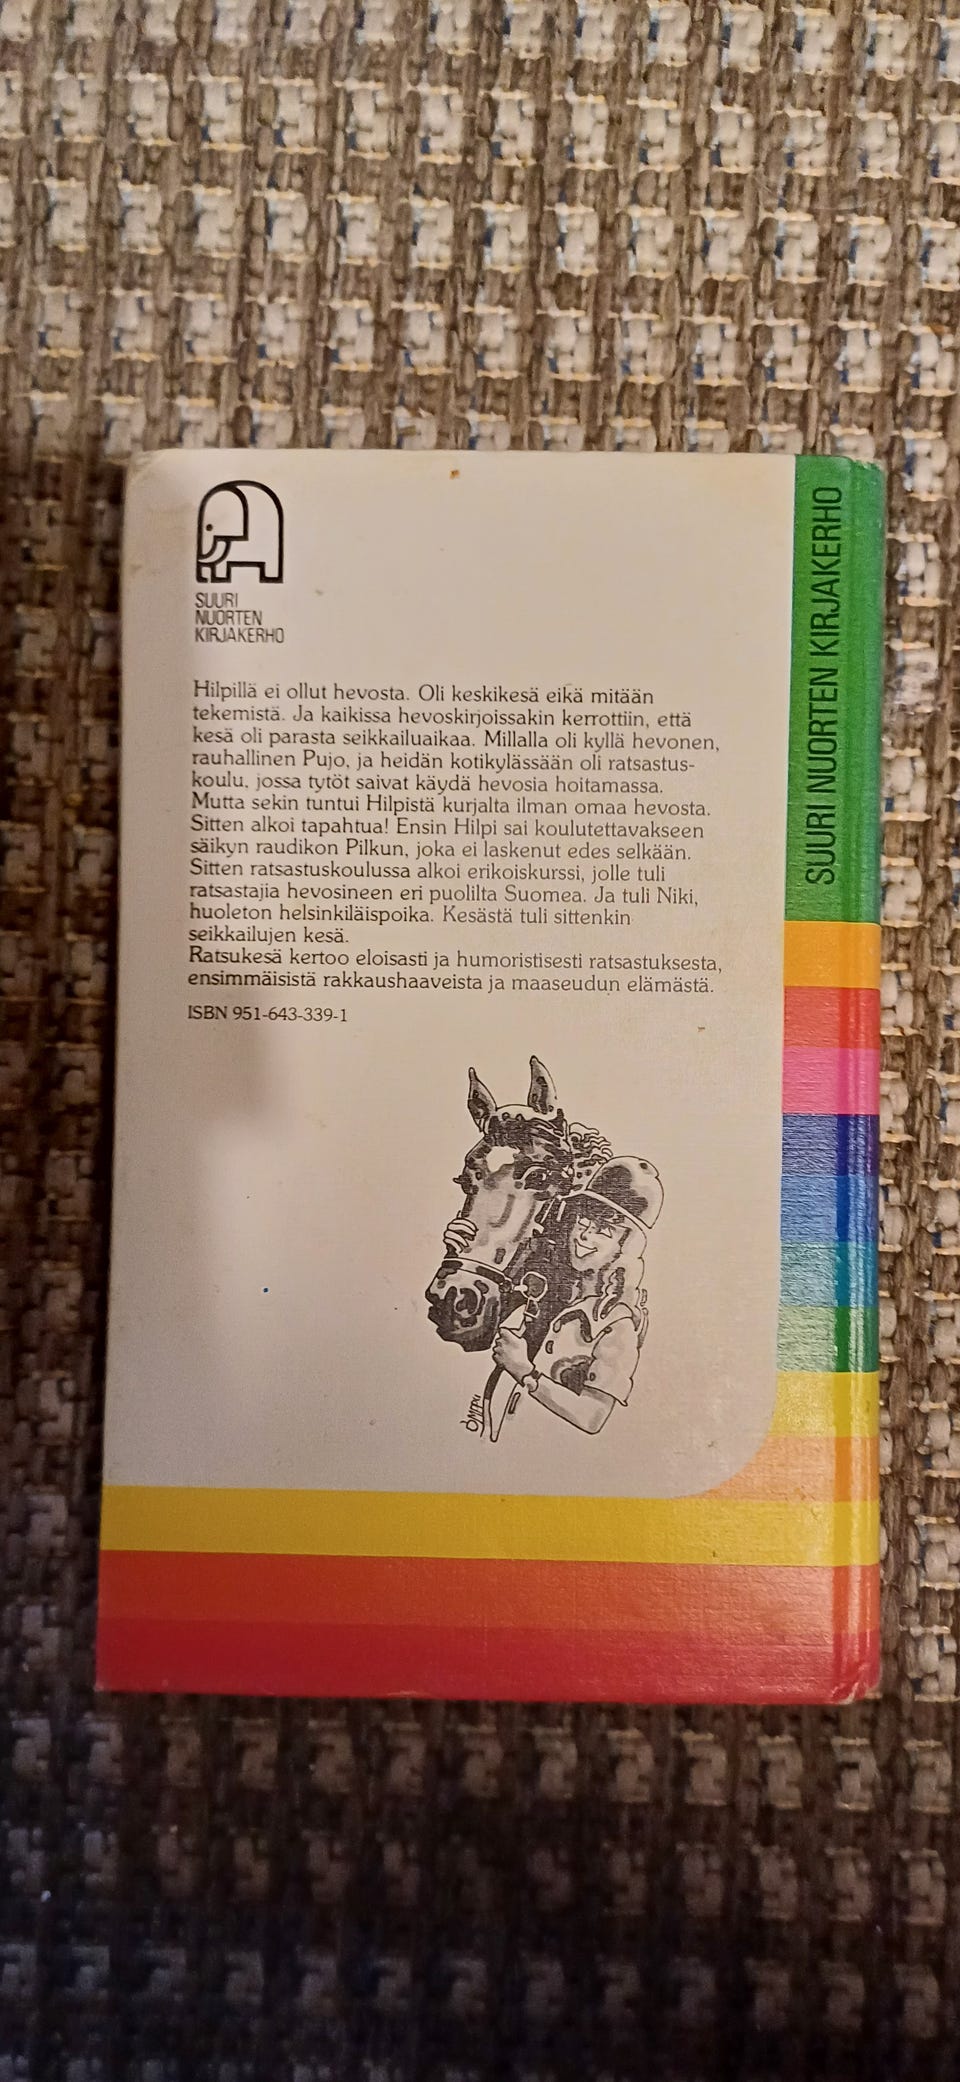 SUURI
NUORTEN
KIRJAKERHO
Hilpillä ei ollut hevosta. Oli keskikesä eikä mitään
tekemistä. Ja kaikissa hevoskirjoissakin kerrottiin, että
kesä oli parasta seikkailuaikaa. Millalla oli kyllä hevonen,
rauhallinen Pujo, ja heidän kotikylässään oli ratsastus-
koulu, jossa tytöt saivat käydä hevosia hoitamassa.
Mutta sekin tuntui Hilpistä kurjalta ilman omaa hevosta.
Sitten alkoi tapahtua! Ensin Hilpi sai koulutettavakseen
säikyn raudikon Pilkun, joka ei laskenut edes selkään.
Sitten ratsastuskoulussa alkoi erikoiskurssi, jolle tuli
ratsastajia hevosineen eri puolilta Suomea. Ja tuli Niki,
huoleton helsinkiläispoika. Kesästä tuli sittenkin
seikkailujen kesä.
Ratsukesä kertoo eloisasti ja humoristisesti ratsastuksesta,
ensimmäisistä rakkaushaaveista ja maaseudun elämästä.
ISBN 951-643-339-1
SUURI NUORTEN KIRJAKERHO